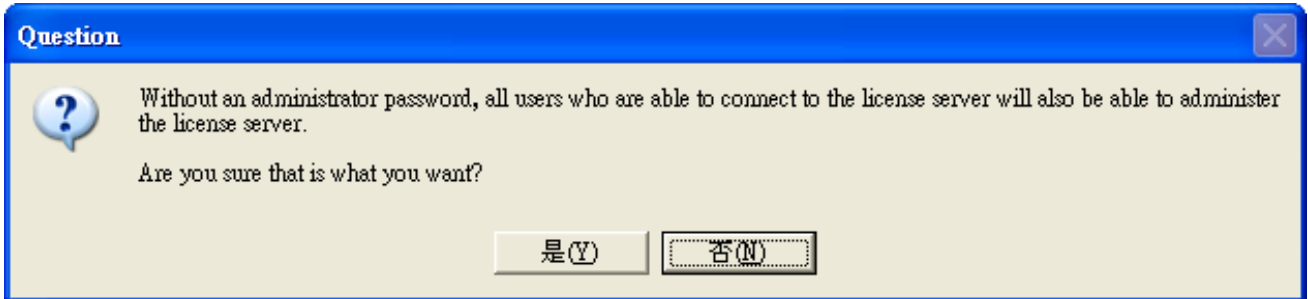 Question
Without an administrator password, all users who are able to connect to the license server will also be able to administer
the license server.
Are you sure that is what you want?
是(Y)
否(N)